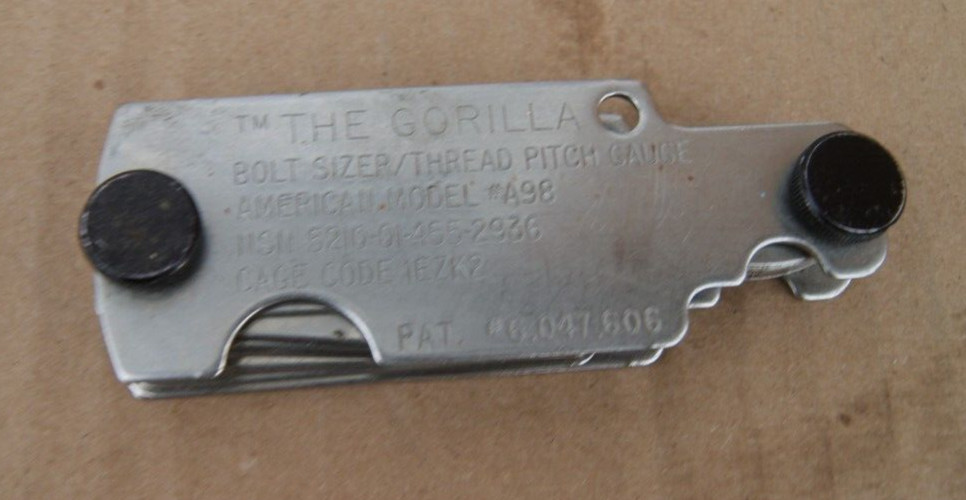 ™ THE GORILLA
BOLT SIZER/THREAD PITCH GAUGE
AMERICAN MODEL #A98
NSN 5210-01-455-2936
CAGE CODE 1EZK2
PAT. #6,047,606